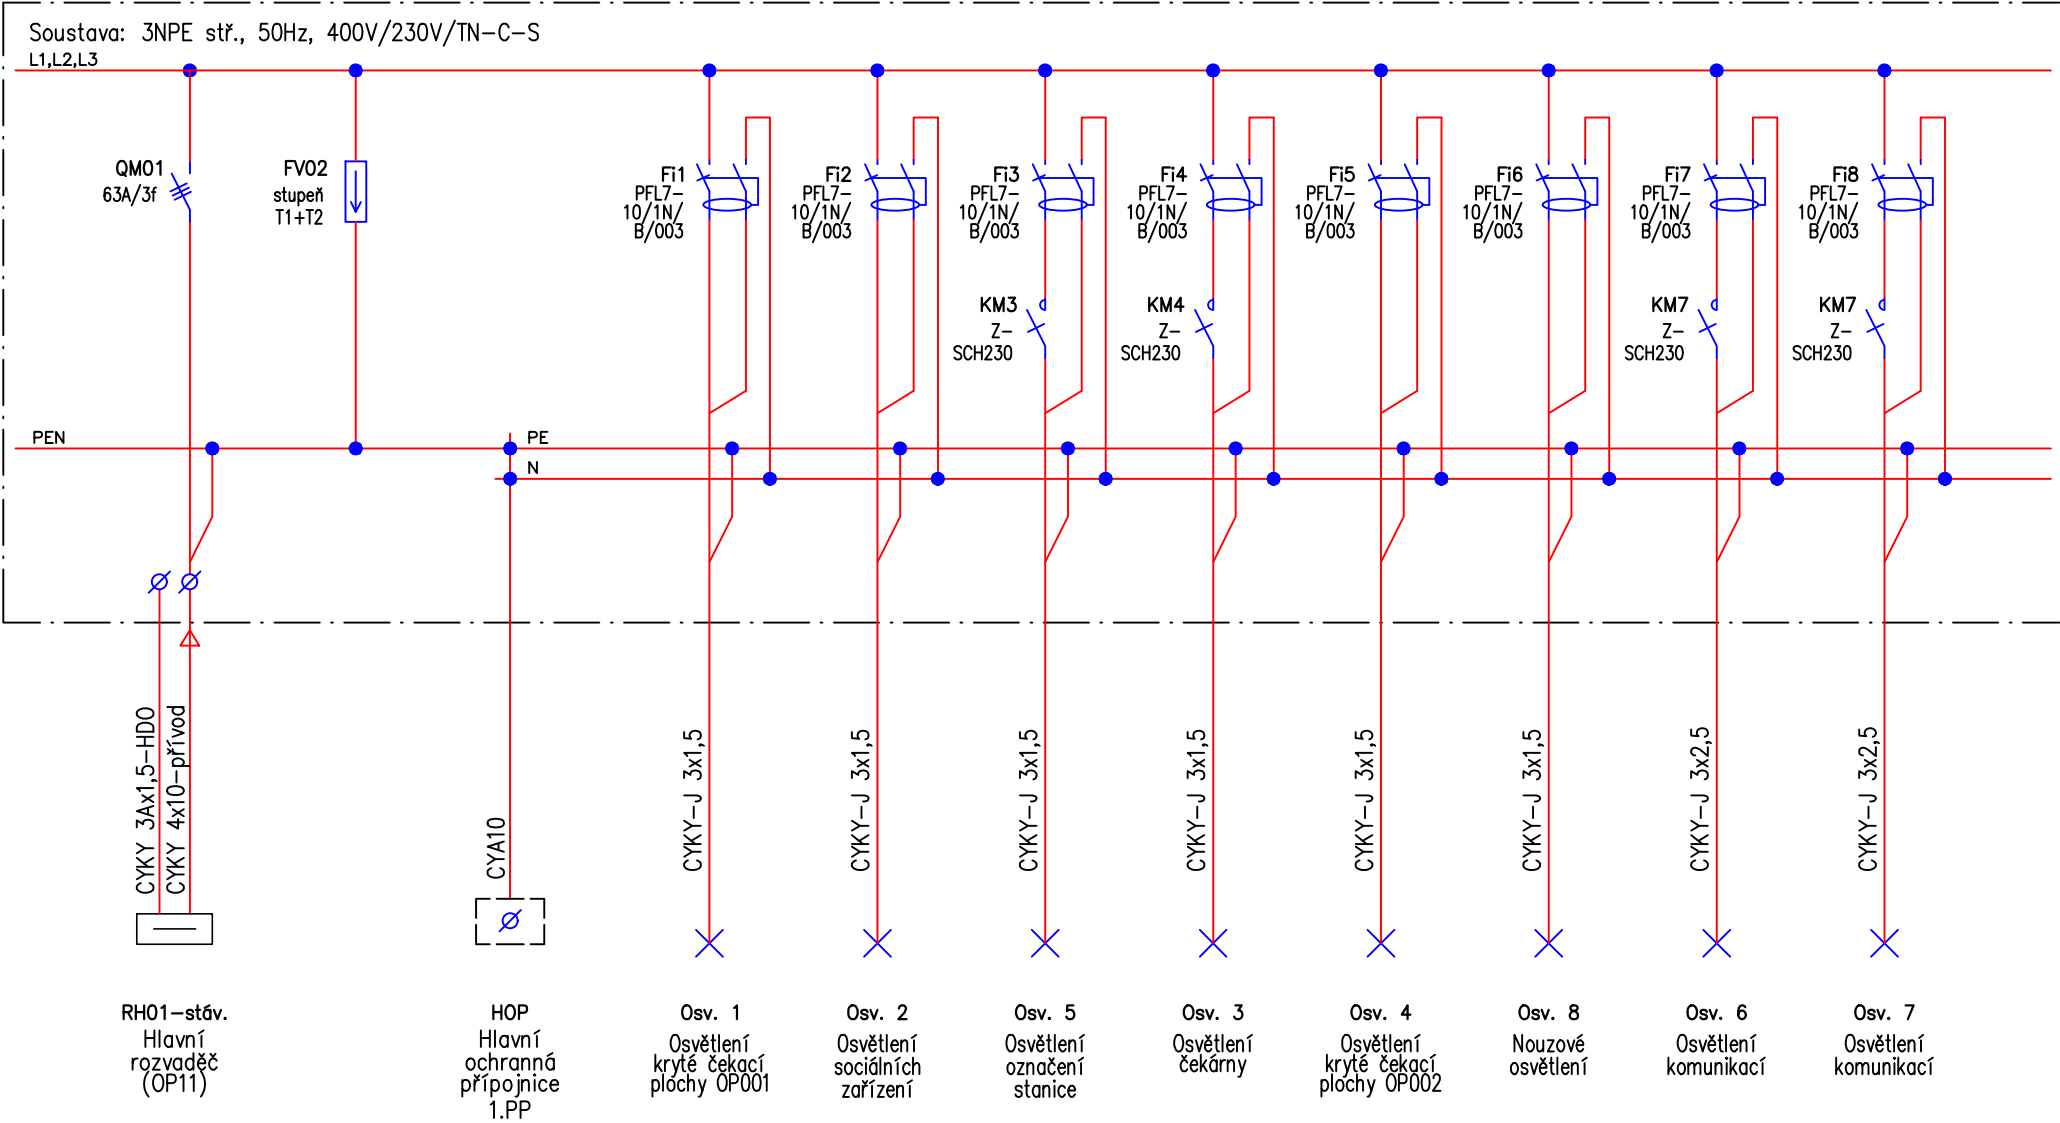 Soustava: 3NPE stř., 50Hz, 400V/230V/TN-C-S
L1,L2,L3
QM01
63A/3f
FV02
stupeň
T1+T2
Fi1
PFL7-
10/1N/
B/003
Fi2
PFL7-
10/1N/
B/003
Fi3
PFL7-
10/1N/
B/003
Fi4
PFL7-
10/1N/
B/003
Fi5
PFL7-
10/1N/
B/003
Fi6
PFL7-
10/1N/
B/003
Fi7
PFL7-
10/1N/
B/003
Fi8
PFL7-
10/1N/
B/003
KM3
Z-
SCH230
KM4
Z-
SCH230
KM7
Z-
SCH230
KM7
Z-
SCH230
PEN
PE
N
CYKY 3Ax1,5-HDO
CYKY 4x10-přívod
CYA10
CYKY-J 3x1,5
CYKY-J 3x1,5
CYKY-J 3x1,5
CYKY-J 3x1,5
CYKY-J 3x1,5
CYKY-J 3x1,5
CYKY-J 3x2,5
CYKY-J 3x2,5
RH01-stáv.
Hlavní
rozvaděč
(OP11)
HOP
Hlavní
ochranná
přípojnice
1.PP
Osv. 1
Osvětlení
kryté čekací
plochy OP001
Osv. 2
Osvětlení
sociálních
zařízení
Osv. 5
Osvětlení
označení
stanice
Osv. 3
Osvětlení
čekárny
Osv. 4
Osvětlení
kryté čekací
plochy OP002
Osv. 8
Nouzové
osvětlení
Osv. 6
Osvětlení
komunikací
Osv. 7
Osvětlení
komunikací